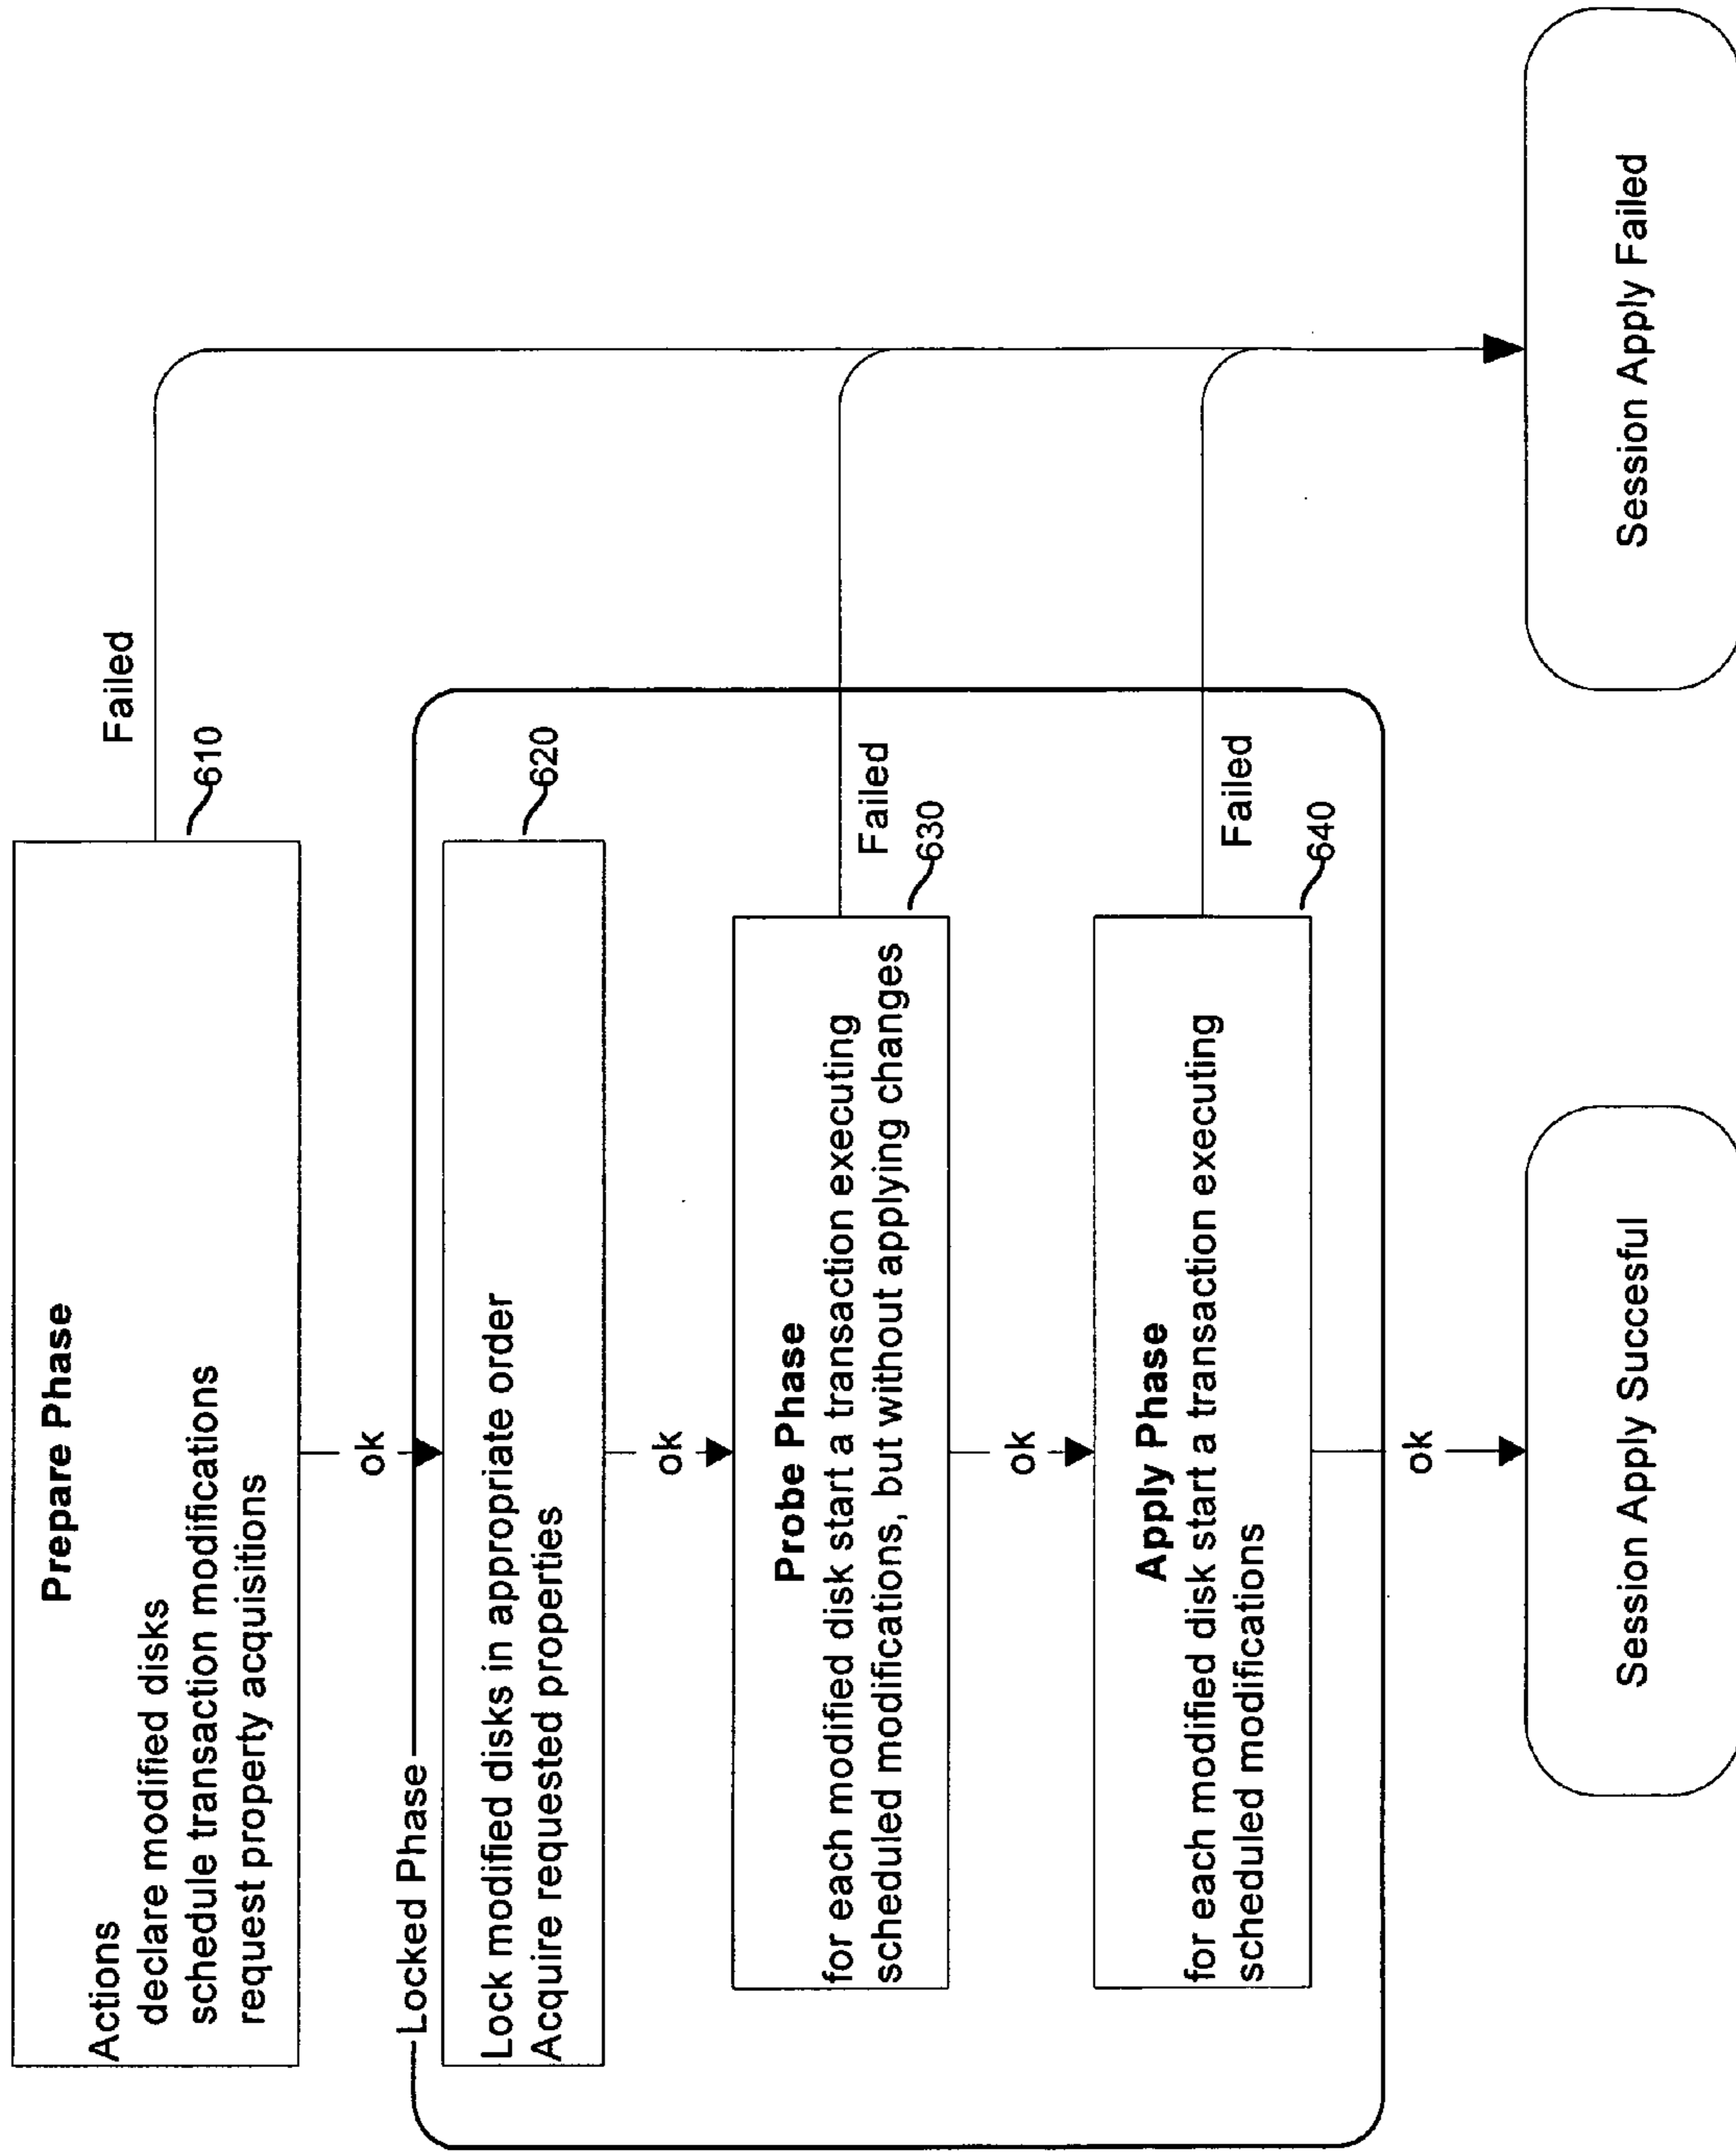 Prepare Phase
Actions
declare modified disks
schedule transaction modifications
request property acquisitions
Failed
610
ok
Locked Phase
Lock modified disks in appropriate order
Acquire requested properties
620
ok
Probe Phase
for each modified disk start a transaction executing
scheduled modifications, but without applying changes
Failed
630
ok
Apply Phase
for each modified disk start a transaction executing
scheduled modifications
Failed
640
ok
Session Apply Succesful
Session Apply Failed